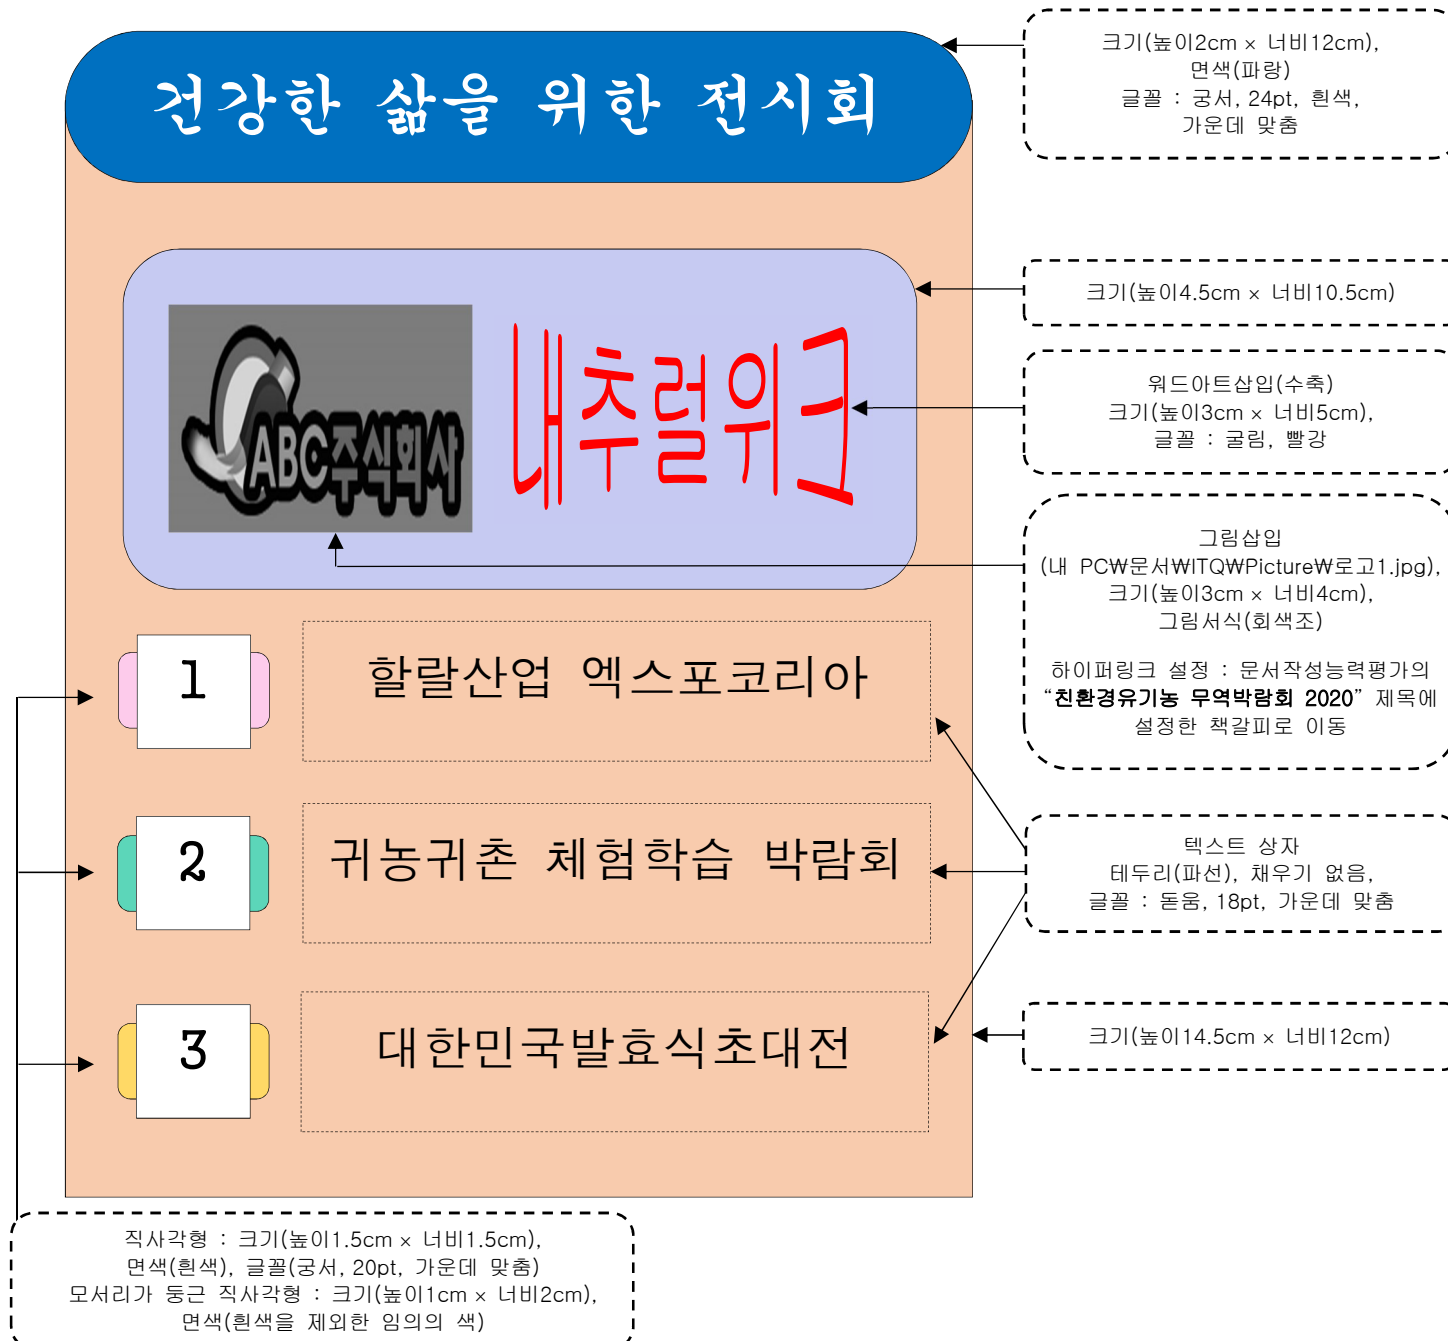 건강한 삶을 위한 전시회
크기(높이2cm × 너비12cm),
면색(파랑)
글꼴 : 궁서, 24pt, 흰색,
가운데 맞춤
크기(높이4.5cm × 너비10.5cm)
ABC주식회사
내추럴위크
워드아트삽입(수축)
크기(높이3cm × 너비5cm),
글꼴 : 굴림, 빨강
그림삽입
(내 PC₩문서₩ITQ₩Picture₩로고1.jpg),
크기(높이3cm × 너비4cm),
그림서식(회색조)
하이퍼링크 설정 : 문서작성능력평가의
“친환경유기농 무역박람회 2020” 제목에
설정한 책갈피로 이동
1
할랄산업 엑스포코리아
2
귀농귀촌 체험학습 박람회
텍스트 상자
테두리(파선), 채우기 없음,
글꼴 : 돋움, 18pt, 가운데 맞춤
3
대한민국발효식초대전
크기(높이14.5cm × 너비12cm)
직사각형 : 크기(높이1.5cm × 너비1.5cm),
면색(흰색), 글꼴(궁서, 20pt, 가운데 맞춤)
모서리가 둥근 직사각형 : 크기(높이1cm × 너비2cm),
면색(흰색을 제외한 임의의 색)